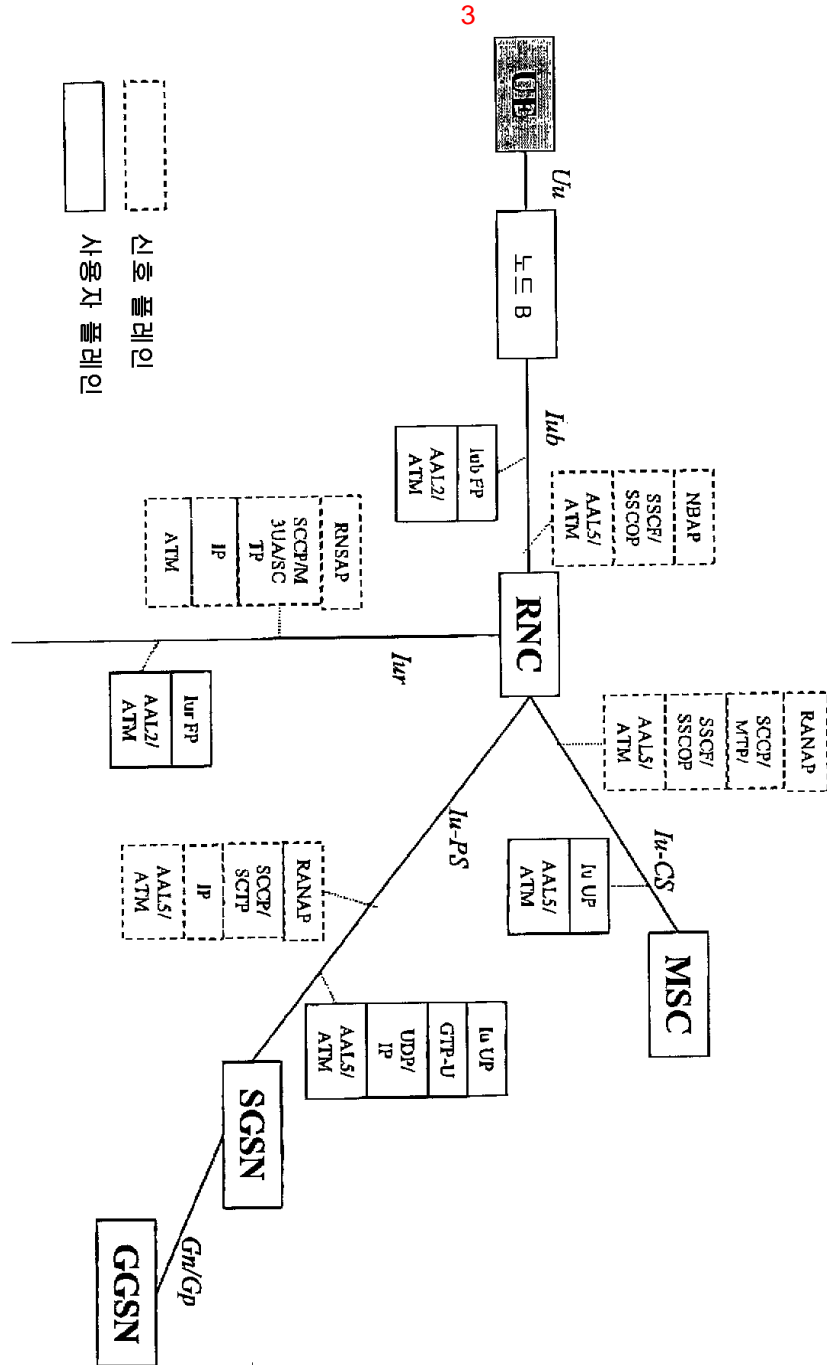 3
UE
Uu
노드 B
Iub
NBAP
SSCF/
SSCOP
AAL5/
ATM
Iub FP
AAL2/
ATM
RNC
Iur
RNSAP
SCCP/M
3UA/SC
TP
IP
ATM
Iur FP
AAL2/
ATM
RANAP
SCCP/
MTP/
SSCF/
SSCOP
AAL5/
ATM
Iu-CS
Iu UP
AAL5/
ATM
MSC
Iu-PS
RANAP
SCCP/
SCTP
IP
AAL5/
ATM
Iu UP
GTP-U
UDP/
IP
AAL5/
ATM
SGSN
Gn/Gp
GGSN
신호 플레인
사용자 플레인